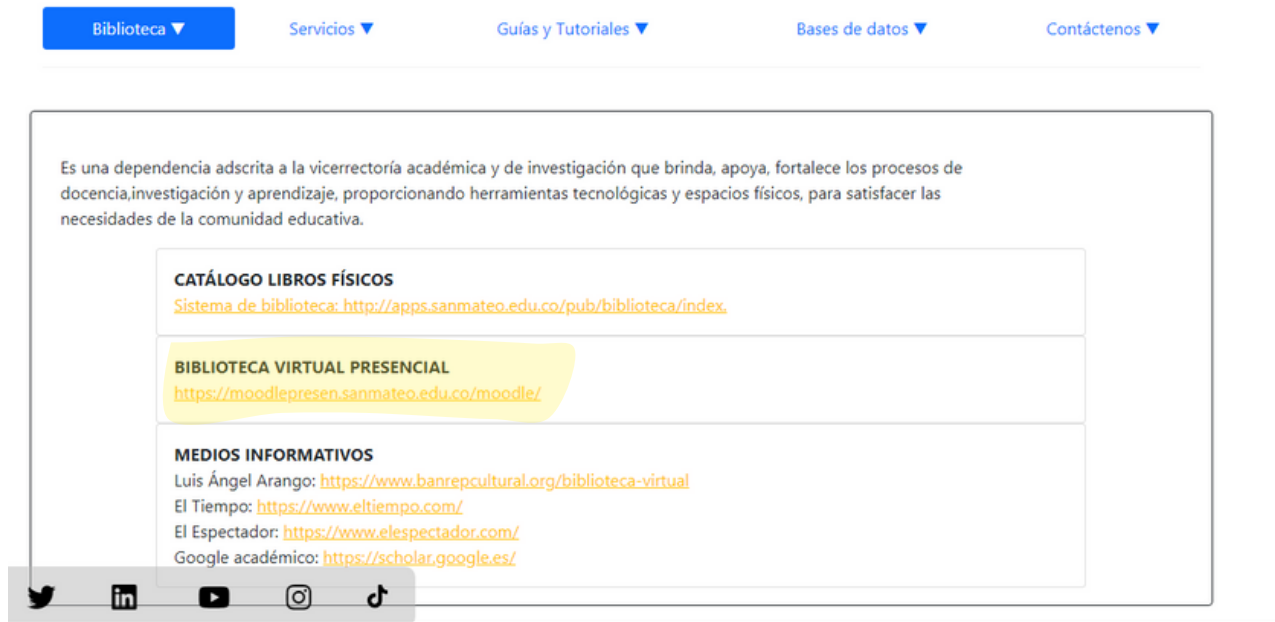 Biblioteca ▼
Servicios ▼
Guías y Tutoriales ▼
Bases de datos ▼
Contáctenos ▼
Es una dependencia adscrita a la vicerrectoría académica y de investigación que brinda, apoya, fortalece los procesos de
docencia,investigación y aprendizaje, proporcionando herramientas tecnológicas y espacios físicos, para satisfacer las
necesidades de la comunidad educativa.
CATÁLOGO LIBROS FÍSICOS
Sistema de biblioteca: http://apps.sanmateo.edu.co/pub/biblioteca/index.
BIBLIOTECA VIRTUAL PRESENCIAL
https://moodlepresen.sanmateo.edu.co/moodle/
MEDIOS INFORMATIVOS
Luis Ángel Arango: https://www.banrepcultural.org/biblioteca-virtual
El Tiempo: https://www.eltiempo.com/
El Espectador: https://www.elespectador.com/
Google académico: https://scholar.google.es/